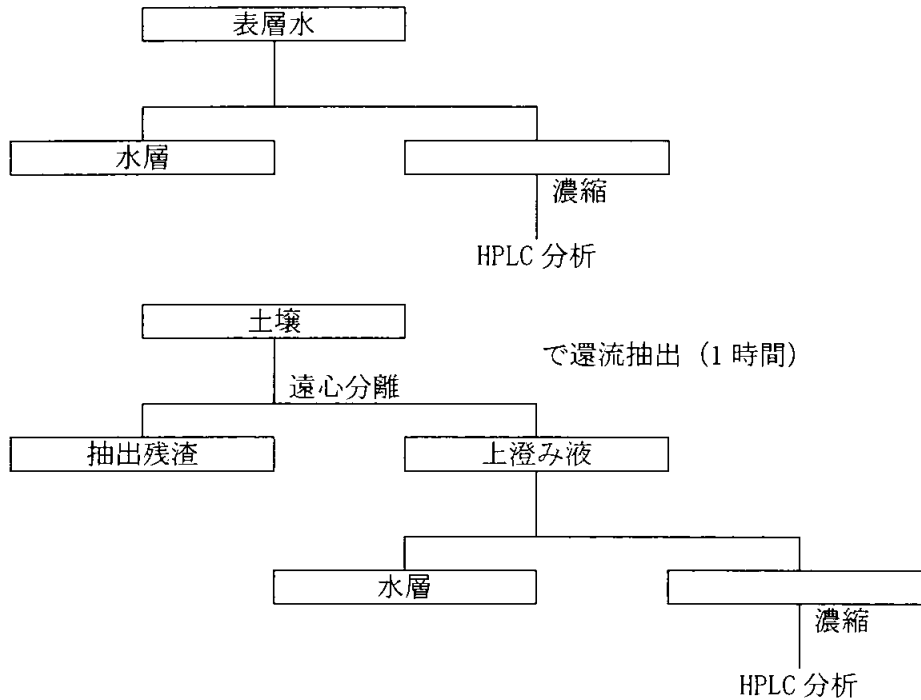 表層水
水層
濃縮
HPLC 分析
土壌
で還流抽出（1 時間）
遠心分離
抽出残渣
上澄み液
水層
濃縮
HPLC 分析